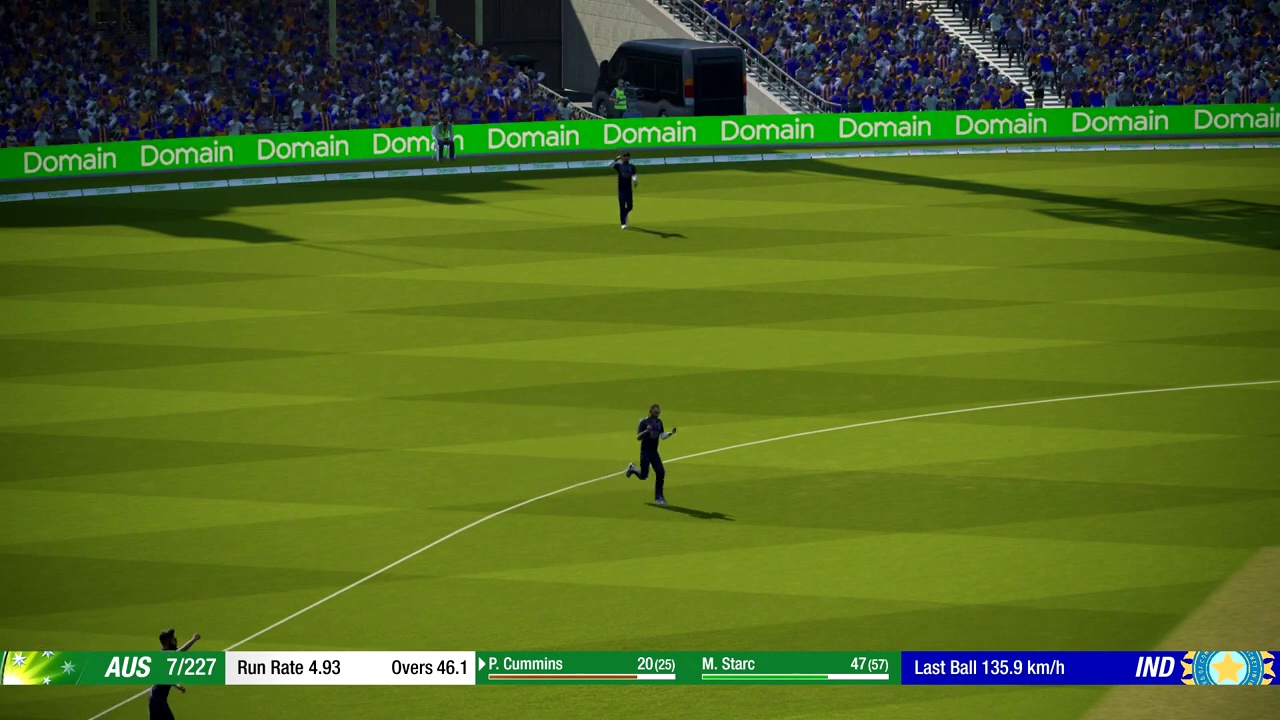 Domain Domain Domain Domain Domain Domain Domain Domain Domain Domain Domain
AUS 7/227 Run Rate 4.93 Overs 46.1 P. Cummins 20(25) M. Starc 47(57) Last Ball 135.9 km/h IND